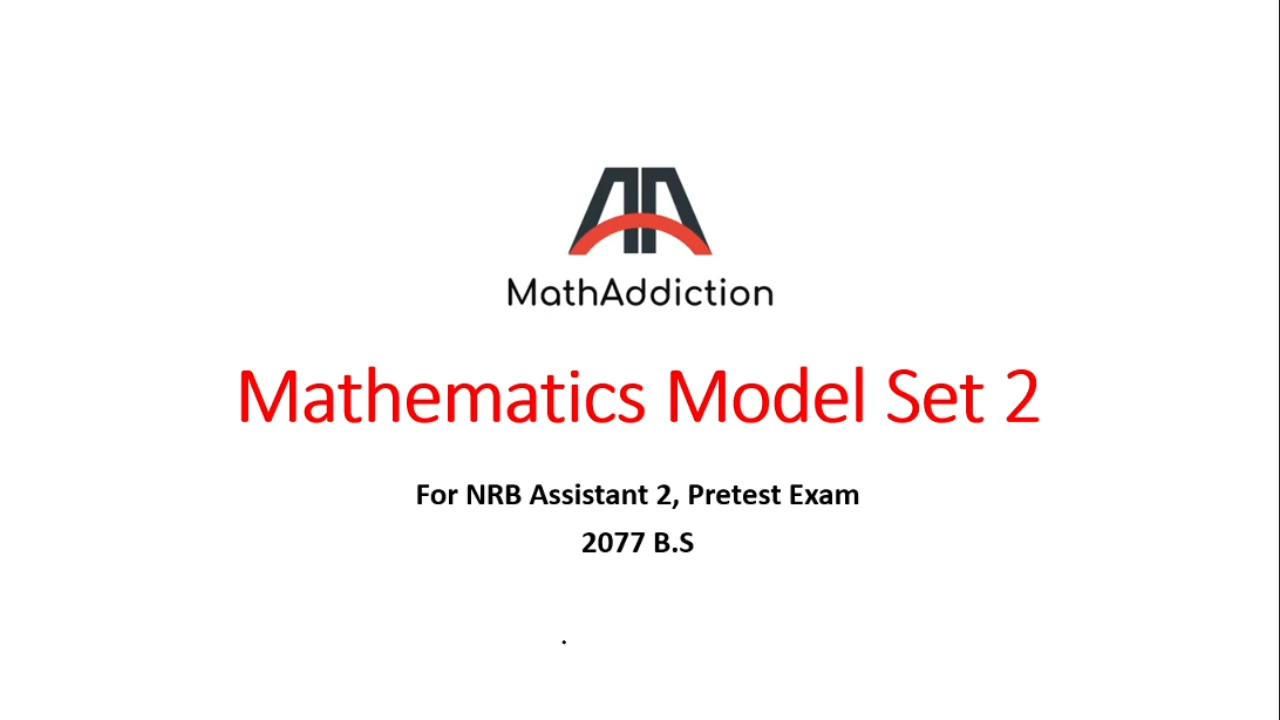 MathAddiction
Mathematics Model Set 2
For NRB Assistant 2, Pretest Exam
2077 B.S